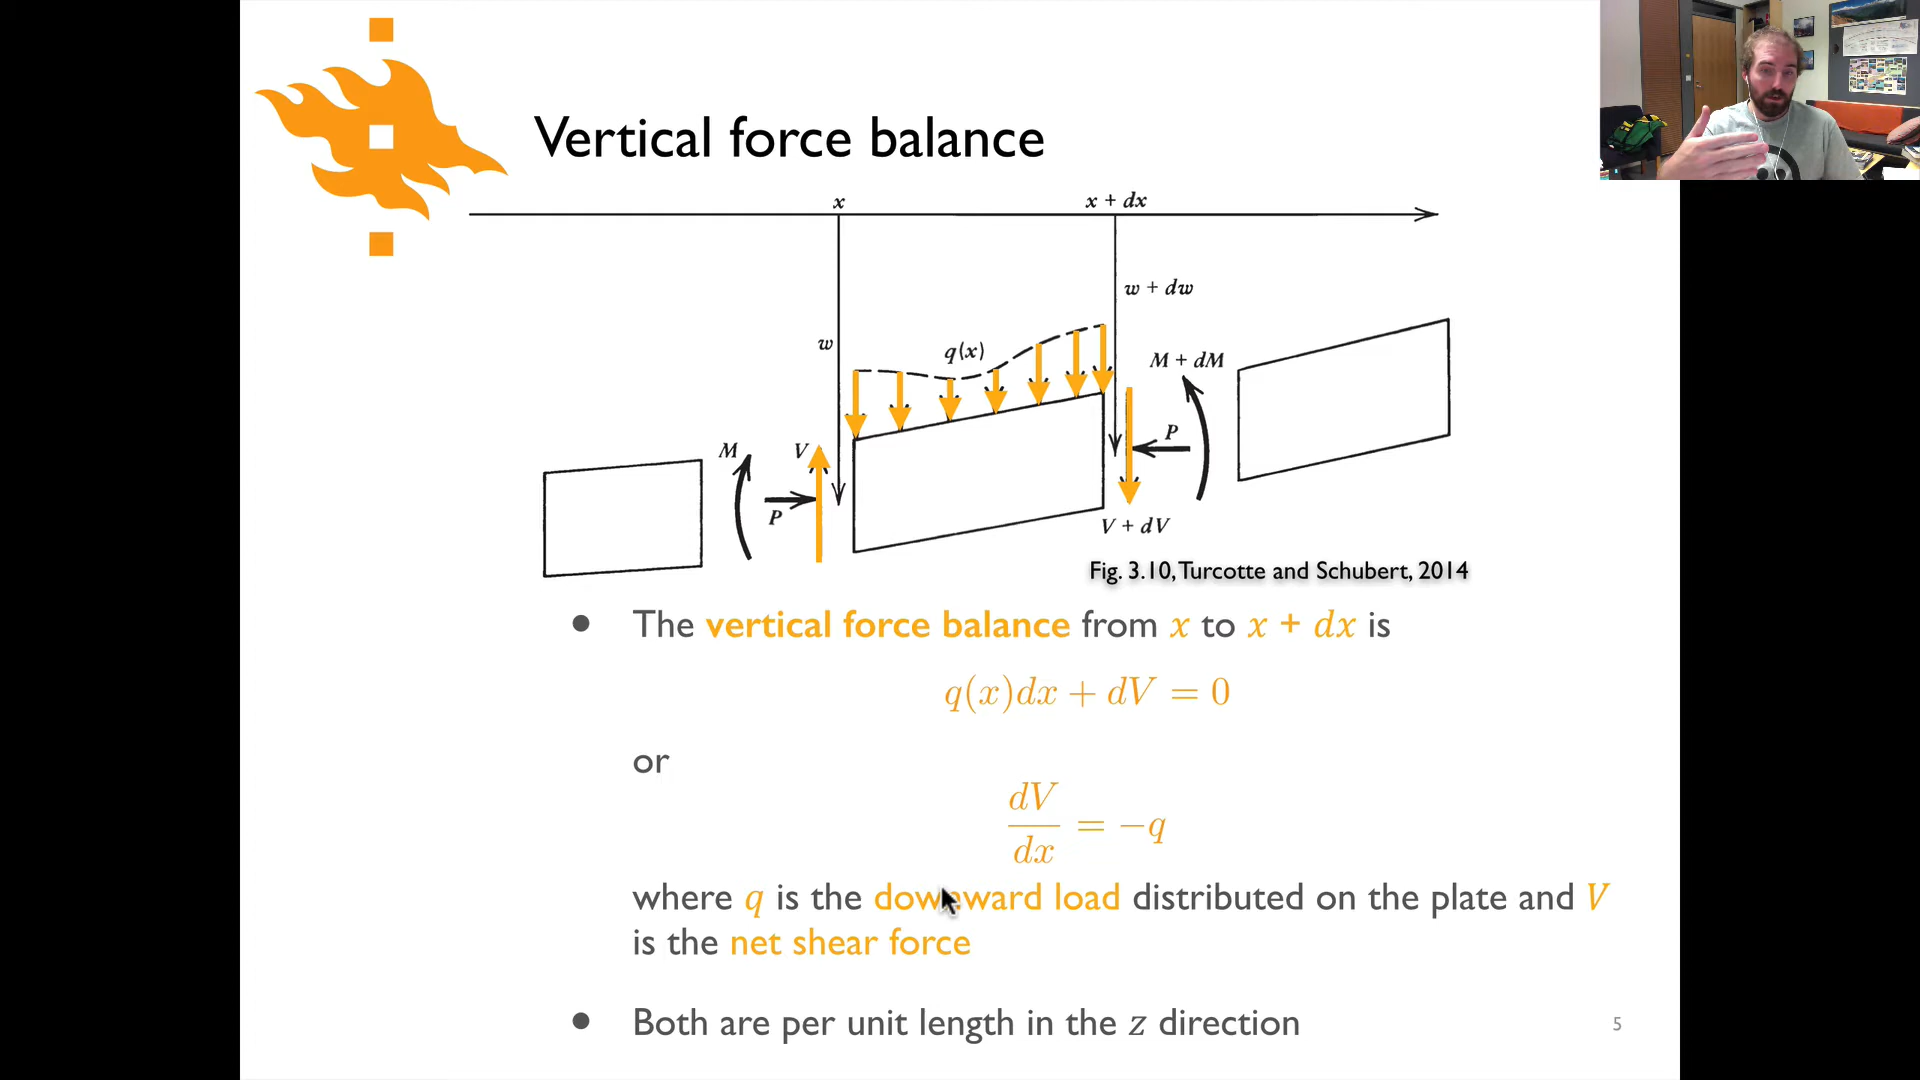 Vertical force balance
x
x + dx
w + dw
w
q(x)
M + dM
M
V
P
P
V + dV
Fig. 3.10, Turcotte and Schubert, 2014
• The vertical force balance from x to x + dx is
q(x)dx + dV = 0
or
dV
dx
= −q
where q is the downward load distributed on the plate and V
is the net shear force
• Both are per unit length in the z direction
5